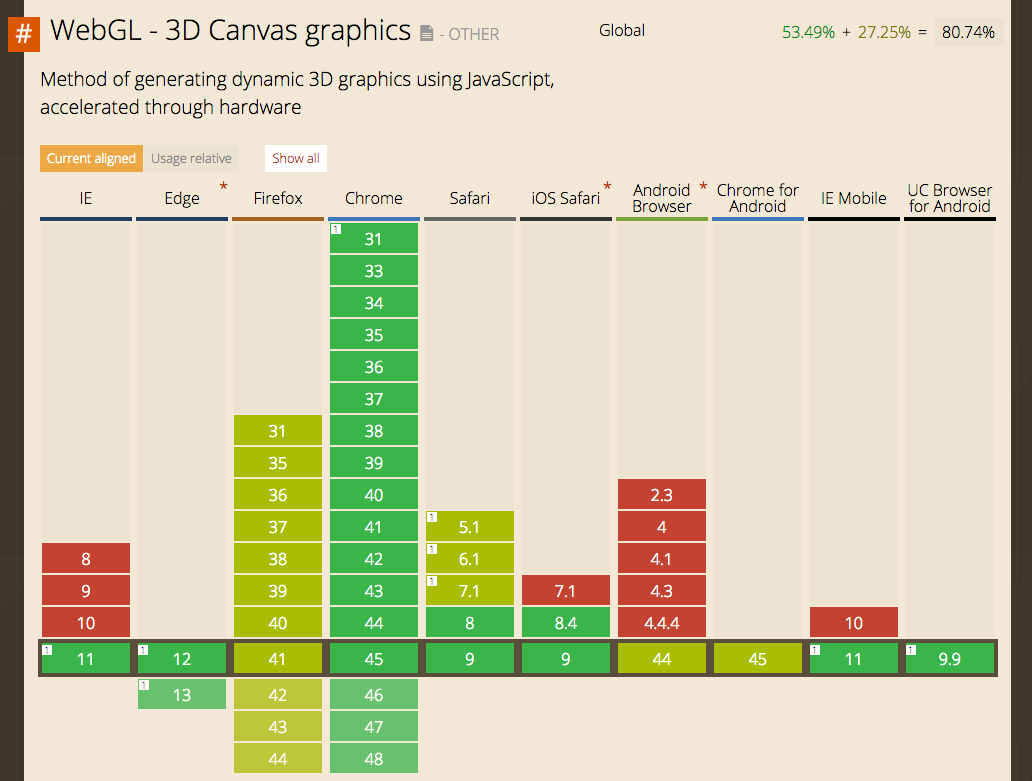 # WebGL - 3D Canvas graphics - OTHER Global 53.49% + 27.25% = 80.74%
Method of generating dynamic 3D graphics using JavaScript,
accelerated through hardware
Current aligned Usage relative Show all
IE Edge * Firefox Chrome Safari iOS Safari * Android Browser * Chrome for Android IE Mobile UC Browser for Android
1 31
33
34
35
36
37
31 38
35 39
36 40 2.3
37 41 1 5.1 4
8 38 42 1 6.1 4.1
9 39 43 1 7.1 7.1 4.3
10 40 44 8 8.4 4.4.4 10
1 11 1 12 41 45 9 9 44 45 1 11 1 9.9
1 13 42 46
43 47
44 48